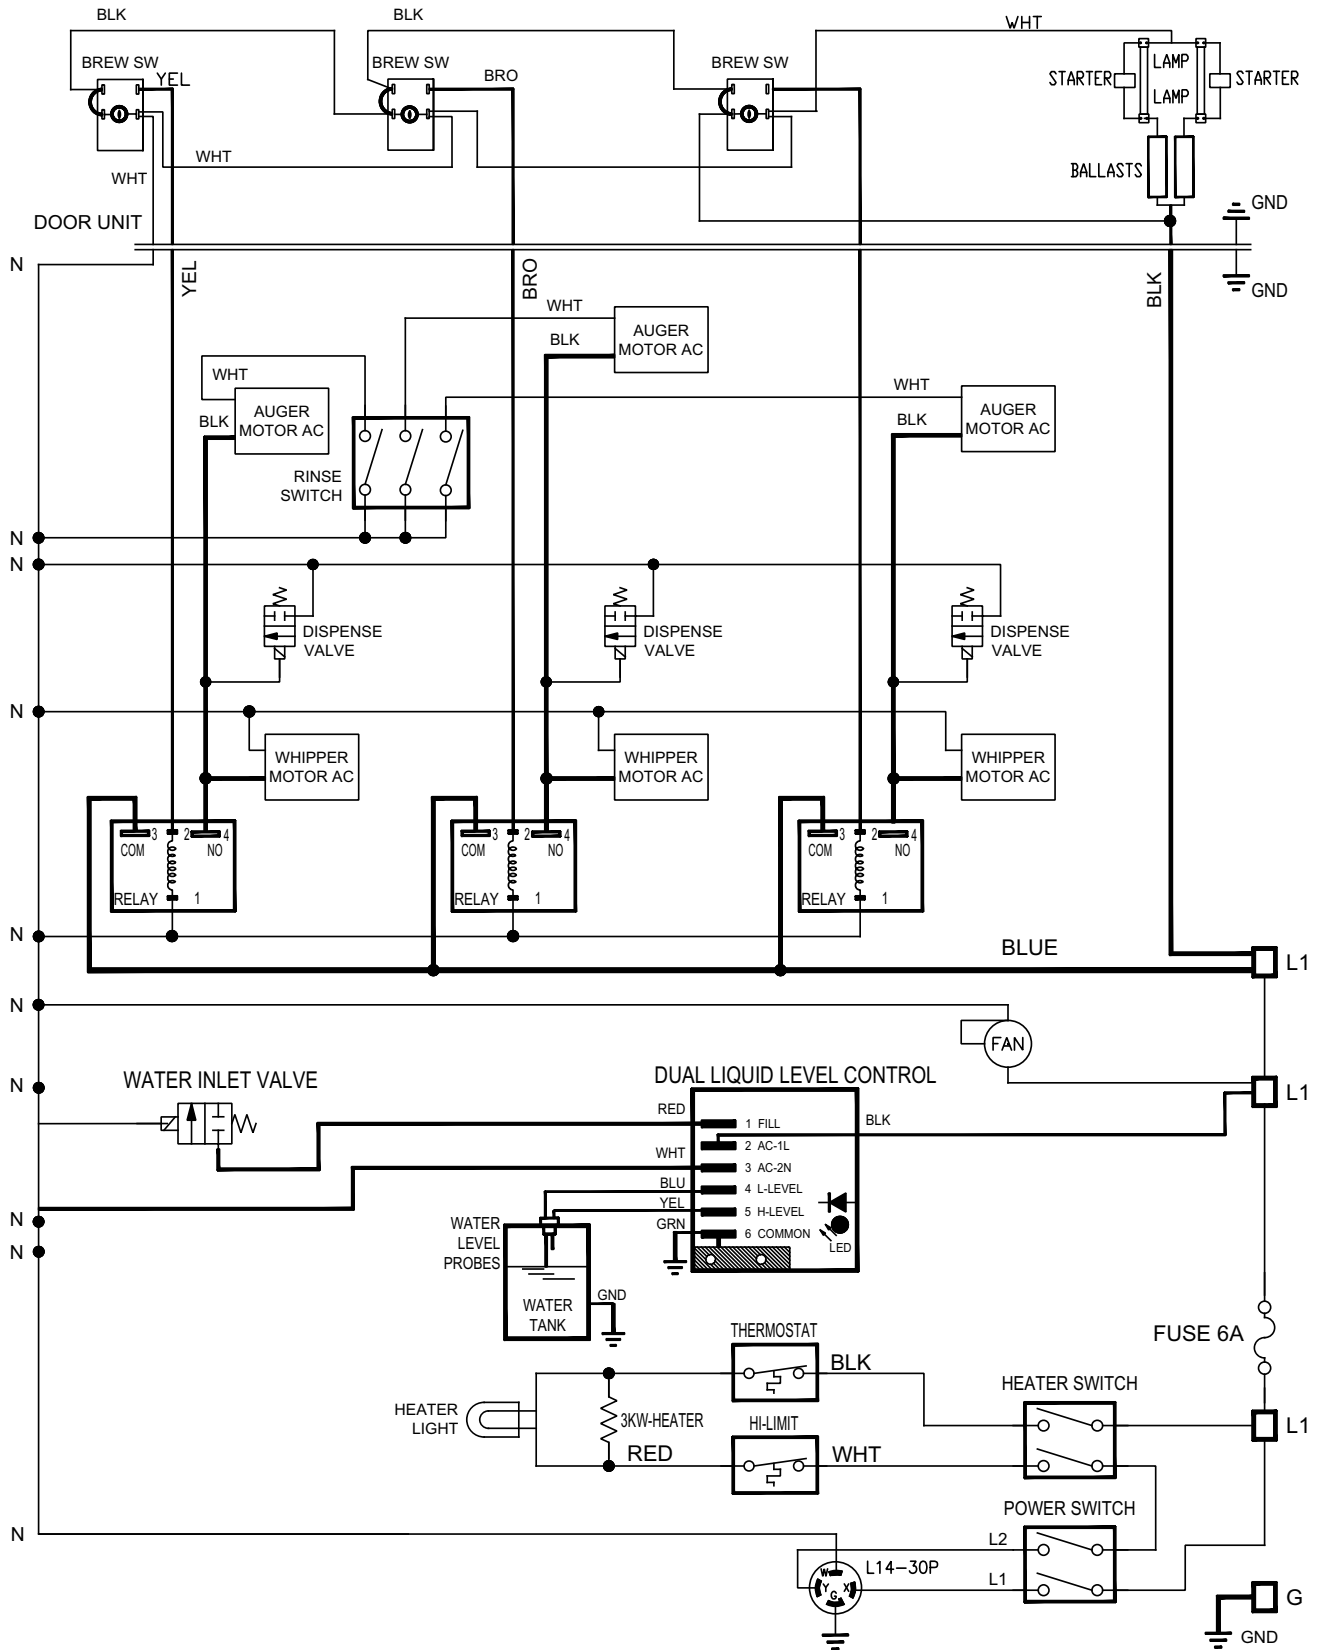 BLK
BLK
WHT
BREW SW
YEL
BREW SW
BRO
BREW SW
LAMP
STARTER
STARTER
LAMP
WHT
WHT
BALLASTS
GND
DOOR UNIT
N
YEL
BRO
BLK
GND
WHT
AUGER
MOTOR AC
BLK
WHT
AUGER
MOTOR AC
BLK
WHT
AUGER
MOTOR AC
BLK
RINSE
SWITCH
N
N
DISPENSE
VALVE
DISPENSE
VALVE
DISPENSE
VALVE
N
WHIPPER
MOTOR AC
WHIPPER
MOTOR AC
WHIPPER
MOTOR AC
3 2 4
COM NO
RELAY 1
3 2 4
COM NO
RELAY 1
3 2 4
COM NO
RELAY 1
N
BLUE
L1
N
FAN
N
WATER INLET VALVE
DUAL LIQUID LEVEL CONTROL
L1
RED
1 FILL
BLK
2 AC-1L
WHT
3 AC-2N
BLU
4 L-LEVEL
YEL
5 H-LEVEL
GRN
6 COMMON
LED
N
N
WATER
LEVEL
PROBES
WATER
TANK
GND
FUSE 6A
THERMOSTAT
BLK
HEATER SWITCH
HEATER
LIGHT
3KW-HEATER
HI-LIMIT
L1
RED
WHT
POWER SWITCH
N
L2
L14-30P
L1
W
Y
G
X
G
GND